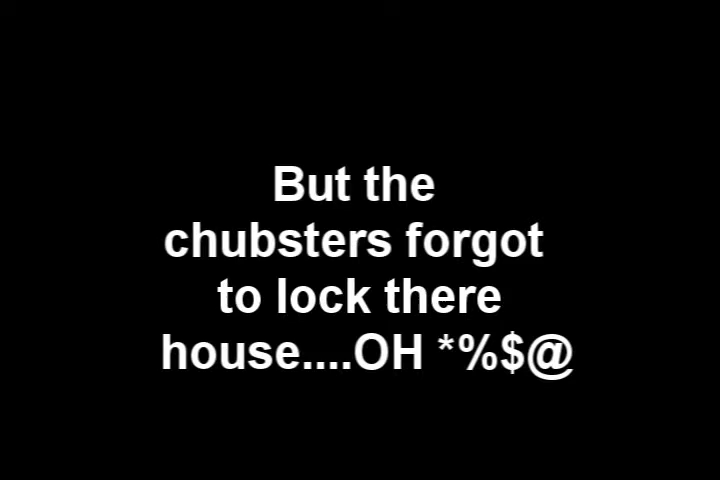 But the
chubsters forgot
to lock there
house....OH *%$@